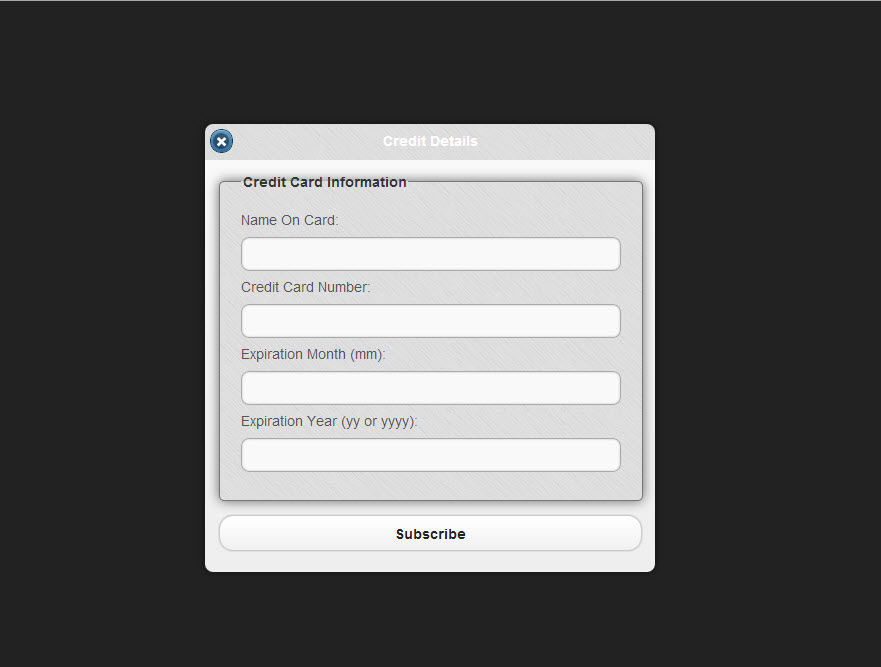 Credit Details
Credit Card Information
Name On Card:
Credit Card Number:
Expiration Month (mm):
Expiration Year (yy or yyyy):
Subscribe